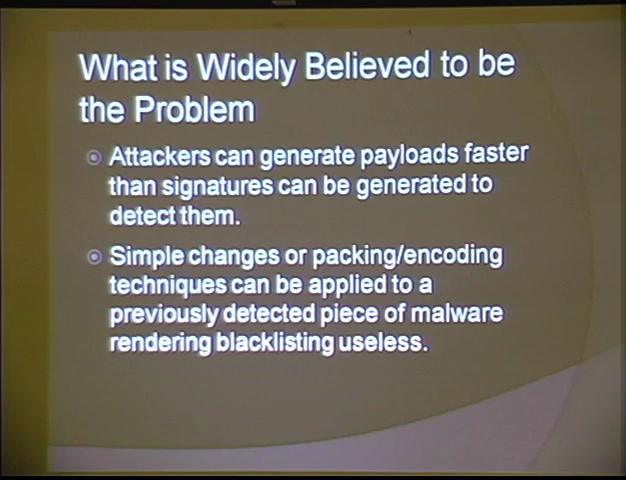 What is Widely Believed to be
the Problem
Attackers can generate payloads faster
than signatures can be generated to
detect them.
Simple changes or packing/encoding
techniques can be applied to a
previously detected piece of malware
rendering blacklisting useless.